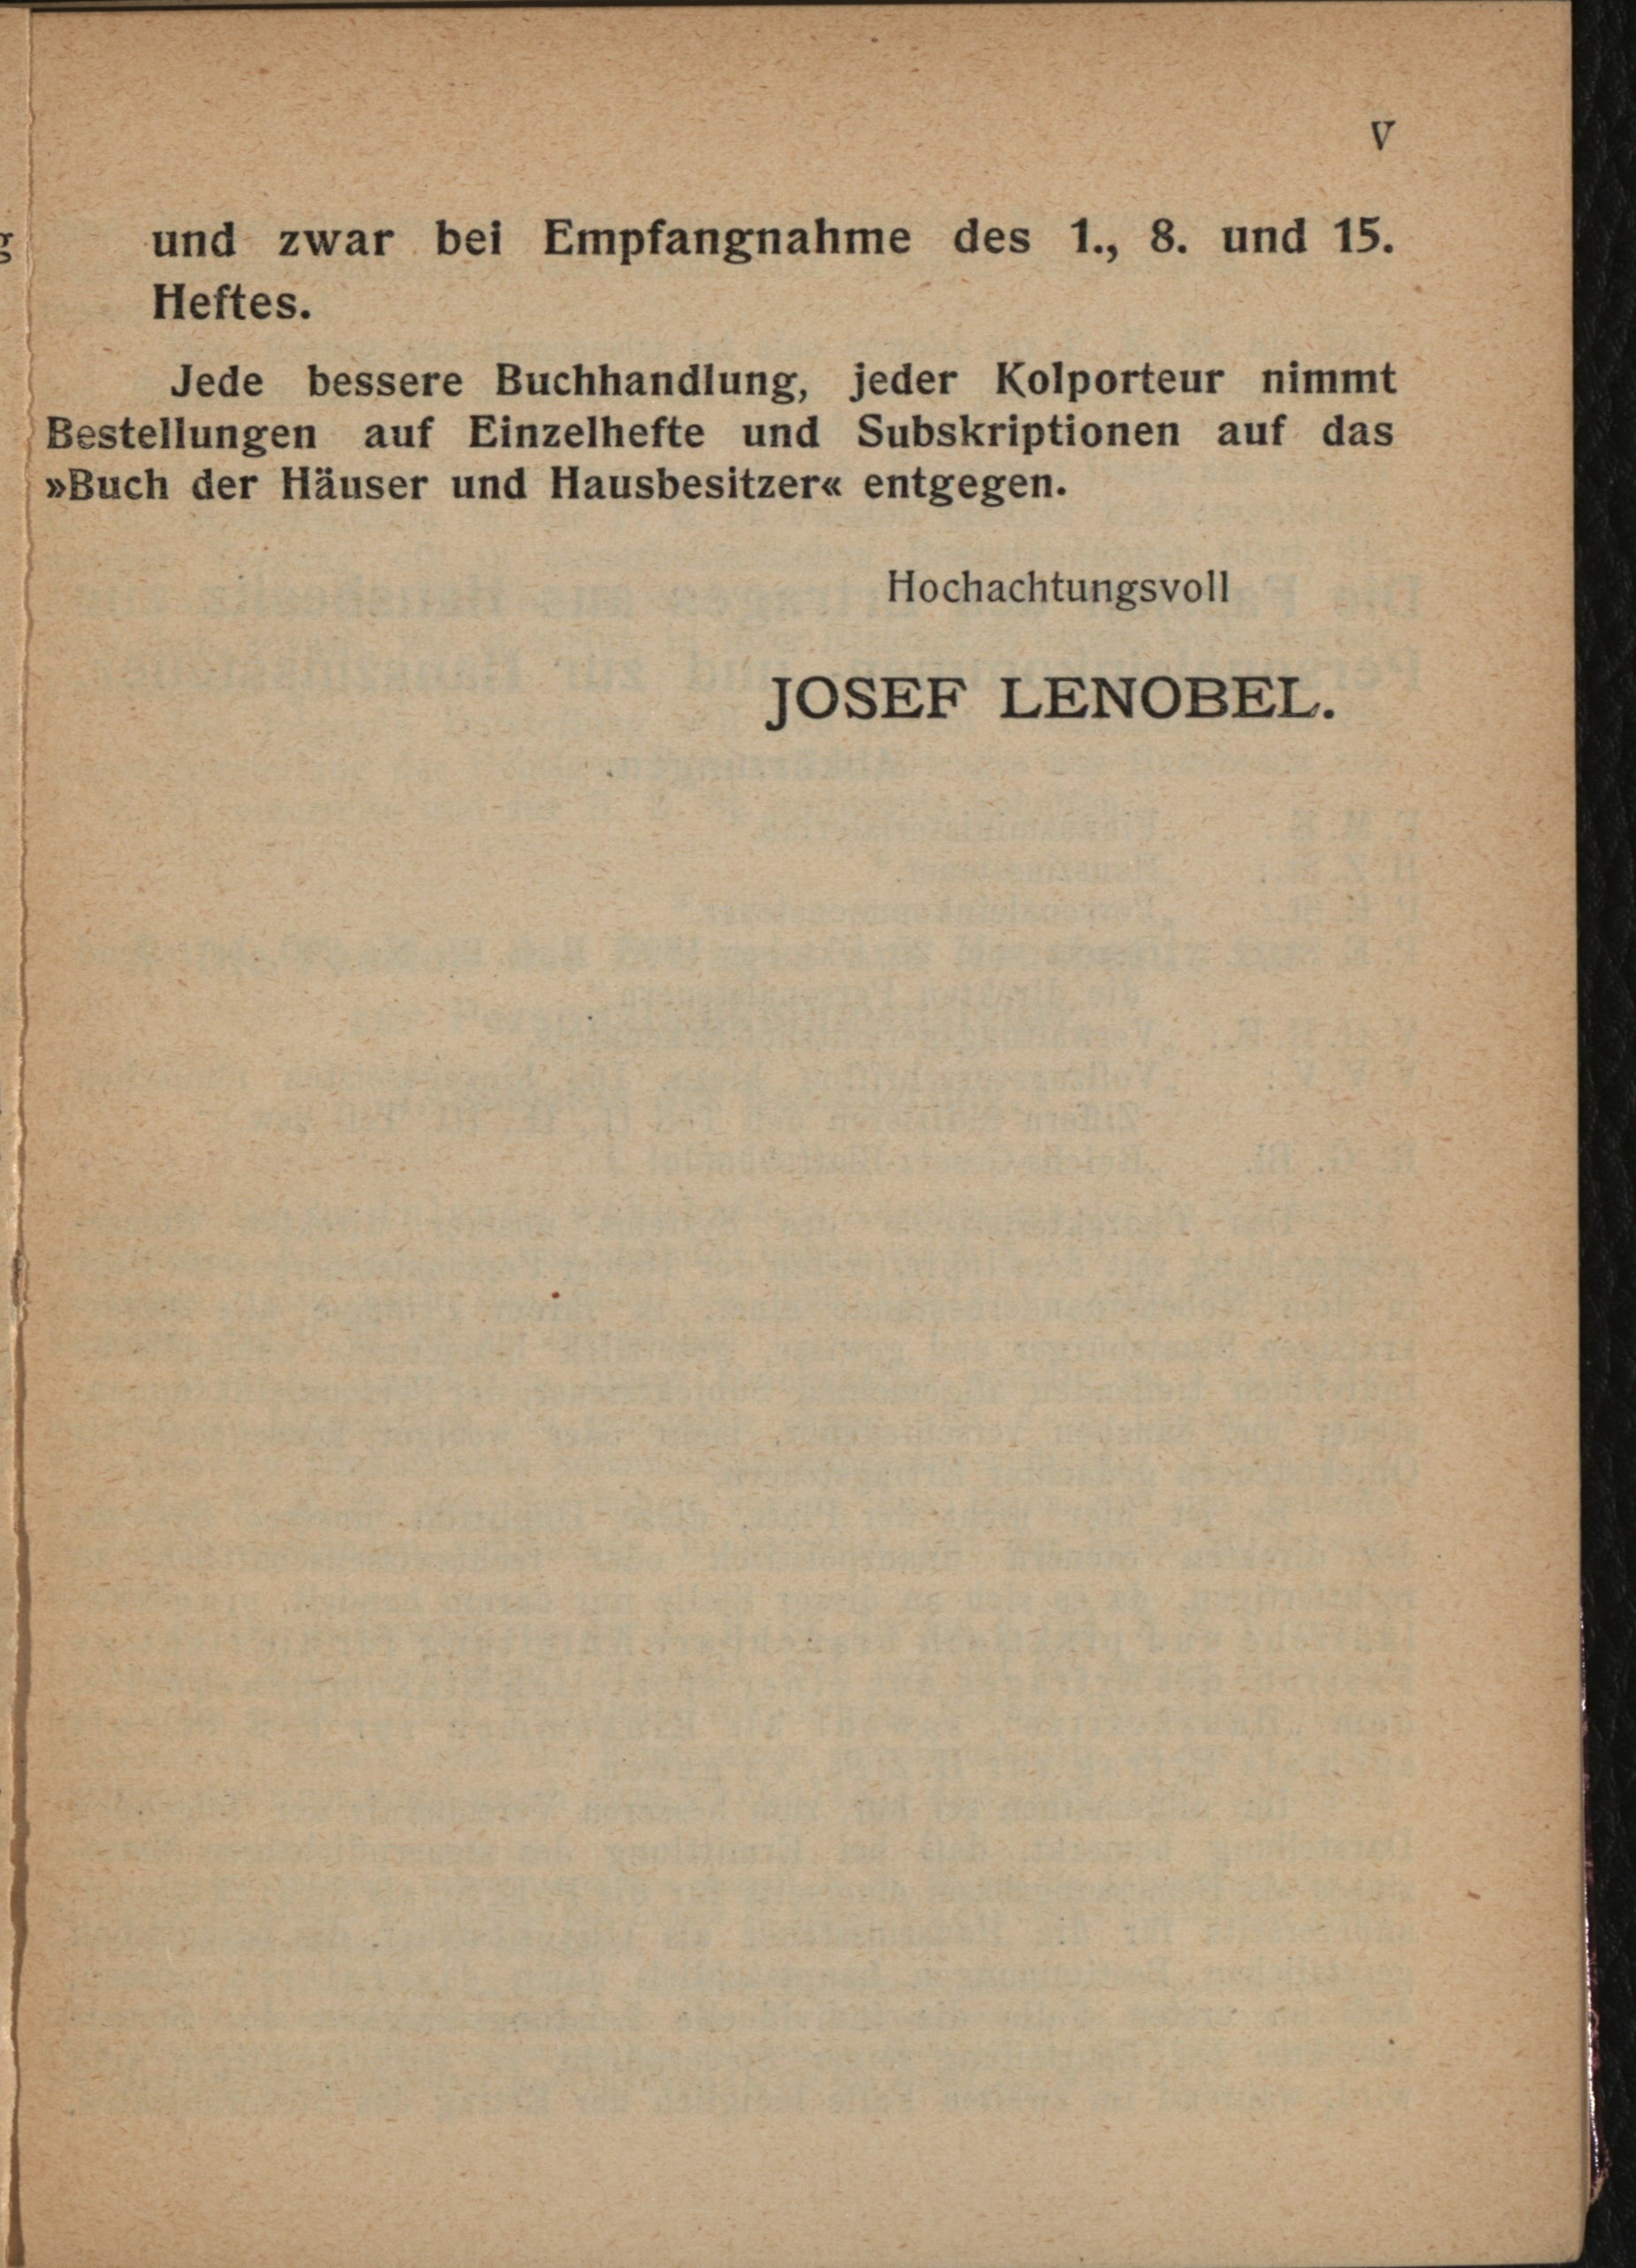 V
und zwar bei Empfangnahme des 1., 8. und 15.
Heftes.
Jede bessere Buchhandlung, jeder Kolporteur nimmt
Bestellungen auf Einzelhefte und Subskriptionen auf das
»Buch der Häuser und Hausbesitzer« entgegen.
Hochachtungsvoll
JOSEF LENOBEL.